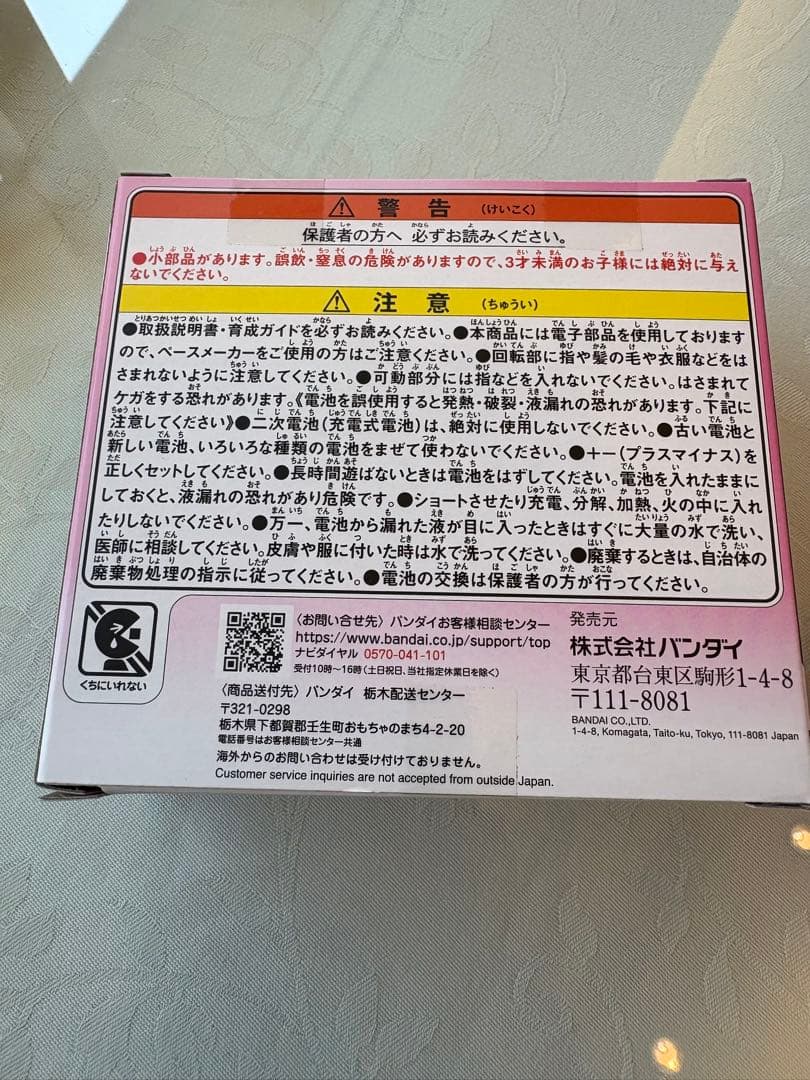 警告 (けいこく)
保護者の方へ 必ずお読みください。
●小部品があります。誤飲・窒息の危険がありますので、3才未満のお子様には絶対に与え
ないでください。
注意 (ちゅうい)
●取扱説明書・育成ガイドを必ずお読みください。●本商品には電子部品を使用しております
ので、ペースメーカーをご使用の方はご注意ください。●回転部に指や髪の毛や衣服などをは
さまれないように注意してください。●可動部分には指などを入れないでください。はさまれて
ケガをする恐れがあります。《電池を誤使用すると発熱・破裂・液漏れの恐れがあります。下記に
注意してください》●二次電池(充電式電池)は、絶対に使用しないでください。●古い電池と
新しい電池、いろいろな種類の電池をまぜて使わないでください。●+-(プラスマイナス)を
正しくセットしてください。●長時間遊ばないときは電池をはずしてください。電池を入れたままに
しておくと、液漏れの恐れがあり危険です。●ショートさせたり充電、分解、加熱、火の中に入れ
たりしないでください。●万一、電池から漏れた液が目に入ったときはすぐに大量の水で洗い、
医師に相談してください。皮膚や服に付いた時は水で洗ってください。●廃棄するときは、自治体の
廃棄物処理の指示に従ってください。●電池の交換は保護者の方が行ってください。
くちにいれない
〈お問い合せ先〉バンダイお客様相談センター
https://www.bandai.co.jp/support/top
ナビダイヤル 0570-041-101
受付10時〜16時(土日祝日、当社指定休業日を除く)
〈商品送付先〉バンダイ 栃木配送センター
〒321-0298
栃木県下都賀郡壬生町おもちゃのまち4-2-20
電話番号はお客様相談センター共通
海外からのお問い合わせは受け付けておりません。
Customer service inquiries are not accepted from outside Japan.
発売元
株式会社バンダイ
東京都台東区駒形1-4-8
〒111-8081
BANDAI CO.,LTD.
1-4-8, Komagata, Taito-ku, Tokyo, 111-8081 Japan